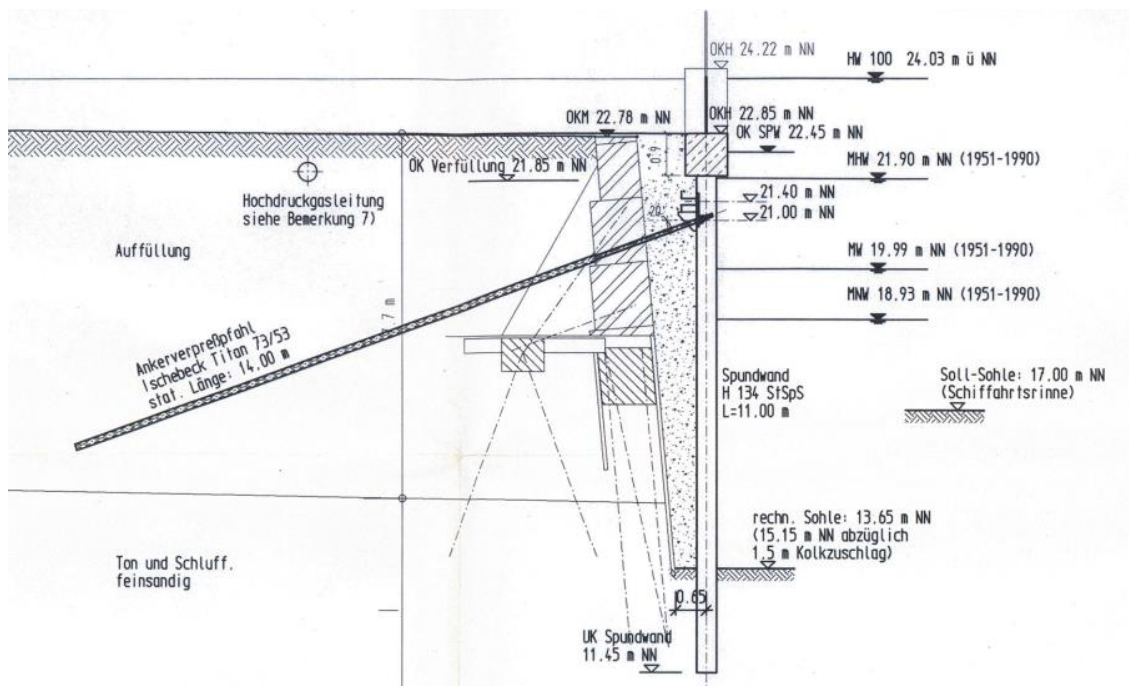 OKH 24.22 m NN
HW 100 24.03 m ü NN
OKM 22.78 m NN
OKH 22.85 m NN
OK SPW 22.45 m NN
0.9
OK Verfüllung 21.85 m NN
MHW 21.90 m NN (1951-1990)
Hochdruckgasleitung
siehe Bemerkung 7)
21.40 m NN
20°
21.00 m NN
Auffüllung
MW 19.99 m NN (1951-1990)
MNW 18.93 m NN (1951-1990)
7 m
Ankerverpreßpfahl
Ischebeck Titan 73/53
stat. Länge: 14,00 m
Spundwand
H 134 StSpS
L=11.00 m
Soll-Sohle: 17.00 m NN
(Schiffahrtsrinne)
rechn. Sohle: 13.65 m NN
(15.15 m NN abzüglich
1.5 m Kolkzuschlag)
Ton und Schluff.
feinsandig
0.65
UK Spundwand
11.45 m NN